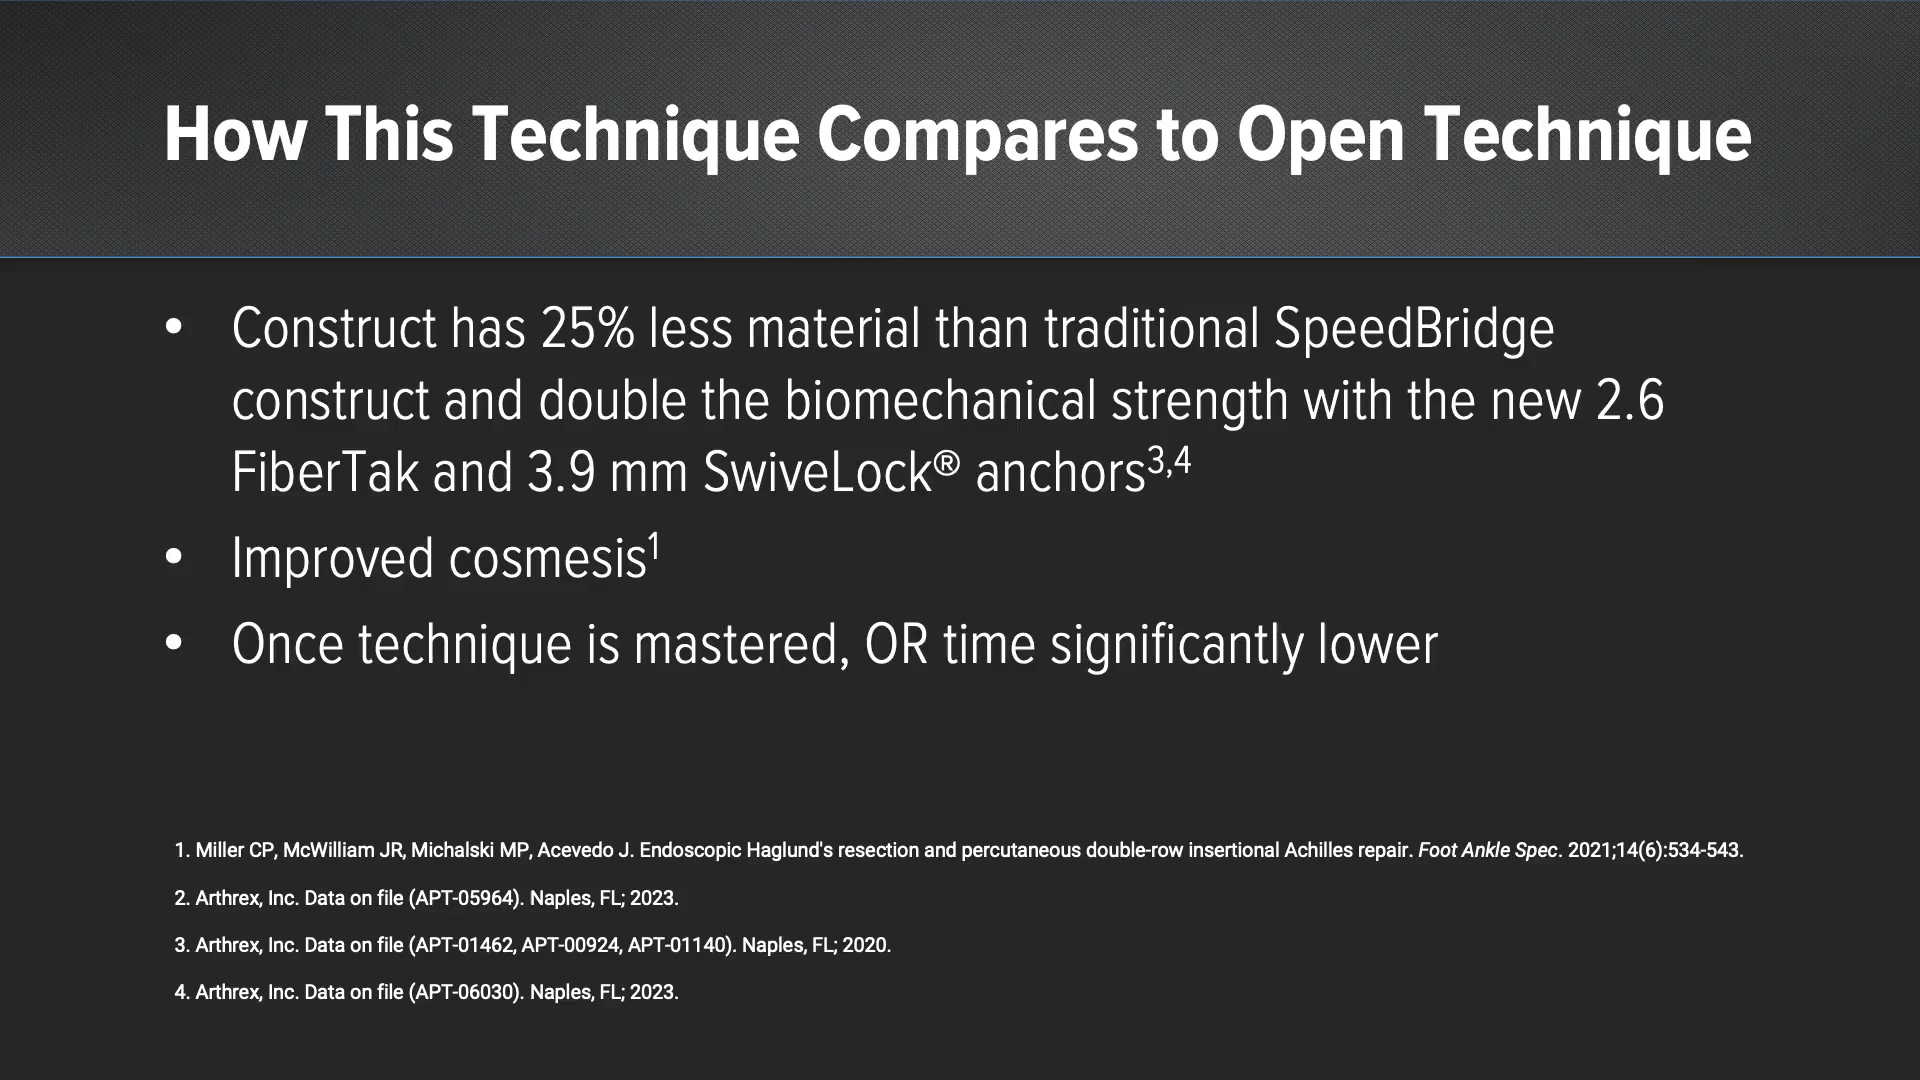 How This Technique Compares to Open Technique
• Construct has 25% less material than traditional SpeedBridge
construct and double the biomechanical strength with the new 2.6
FiberTak and 3.9 mm SwiveLock® anchors³,⁴
• Improved cosmesis¹
• Once technique is mastered, OR time significantly lower
1. Miller CP, McWilliam JR, Michalski MP, Acevedo J. Endoscopic Haglund's resection and percutaneous double-row insertional Achilles repair. Foot Ankle Spec. 2021;14(6):534-543.
2. Arthrex, Inc. Data on file (APT-05964). Naples, FL; 2023.
3. Arthrex, Inc. Data on file (APT-01462, APT-00924, APT-01140). Naples, FL; 2020.
4. Arthrex, Inc. Data on file (APT-06030). Naples, FL; 2023.